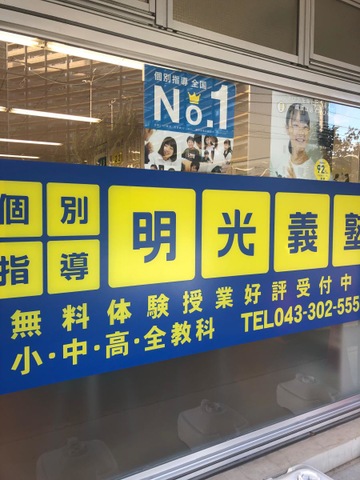 個別指導 全国
No.1
個別
指導
明光義塾
無料体験授業好評受付中
小・中・高・全教科
TEL043-302-555